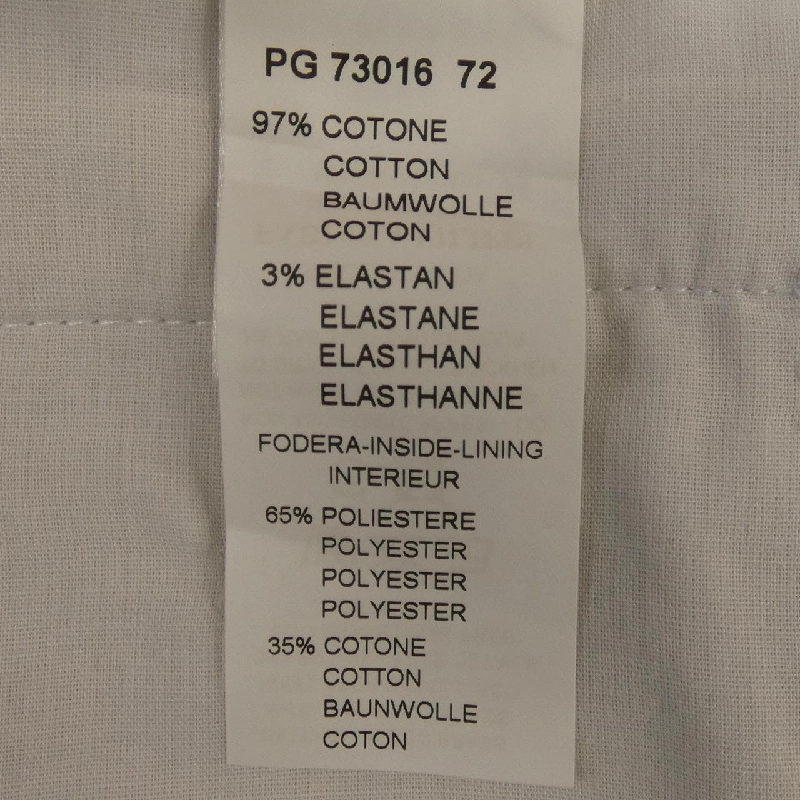 PG 73016 72
97% COTONE
COTTON
BAUMWOLLE
COTON
3% ELASTAN
ELASTANE
ELASTHAN
ELASTHANNE
FODERA-INSIDE-LINING
INTERIEUR
65% POLIESTERE
POLYESTER
POLYESTER
POLYESTER
35% COTONE
COTTON
BAUNWOLLE
COTON